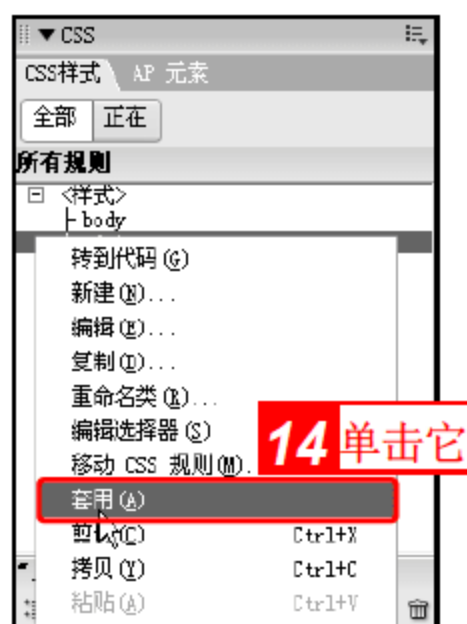 CSS
CSS样式 AP 元素
全部 正在
所有规则
<样式>
body
转到代码(G)
新建(N)...
编辑(E)...
复制(D)...
重命名类(R)...
编辑选择器(S)
移动 CSS 规则(M).
14 单击它
套用(A)
剪切(C) Ctrl+X
拷贝(Y) Ctrl+C
粘贴(A) Ctrl+V